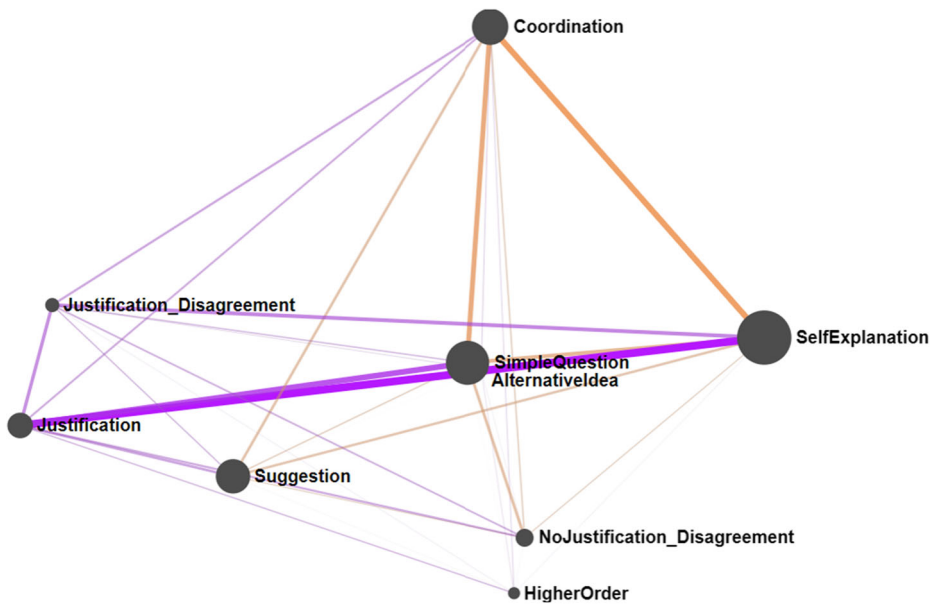 Coordination
Justification_Disagreement
SelfExplanation
SimpleQuestion
AlternativeIdea
Justification
Suggestion
NoJustification_Disagreement
HigherOrder